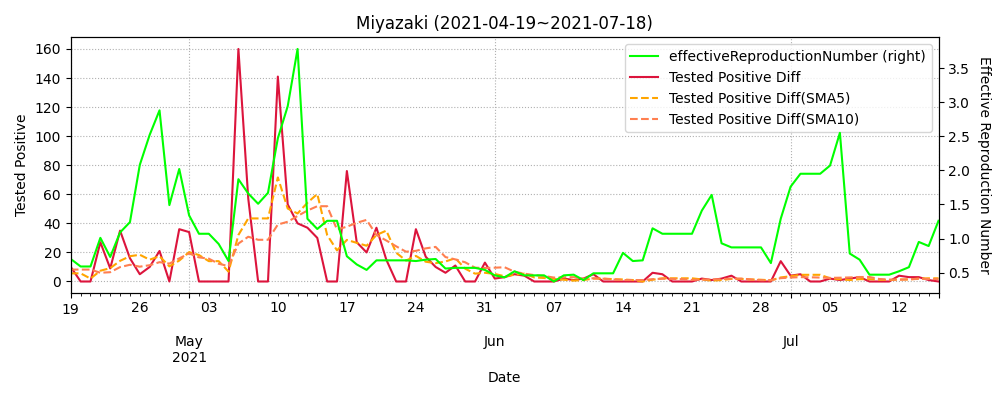 Miyazaki (2021-04-19~2021-07-18)
effectiveReproductionNumber (right)
Tested Positive Diff
Tested Positive Diff(SMA5)
Tested Positive Diff(SMA10)
Tested Positive
160
140
120
100
80
60
40
20
0
3.5
3.0
2.5
2.0
1.5
1.0
0.5
Effective Reproduction Number
19 26 03 10 17 24 31 07 14 21 28 05 12
May Jun Jul
2021
Date